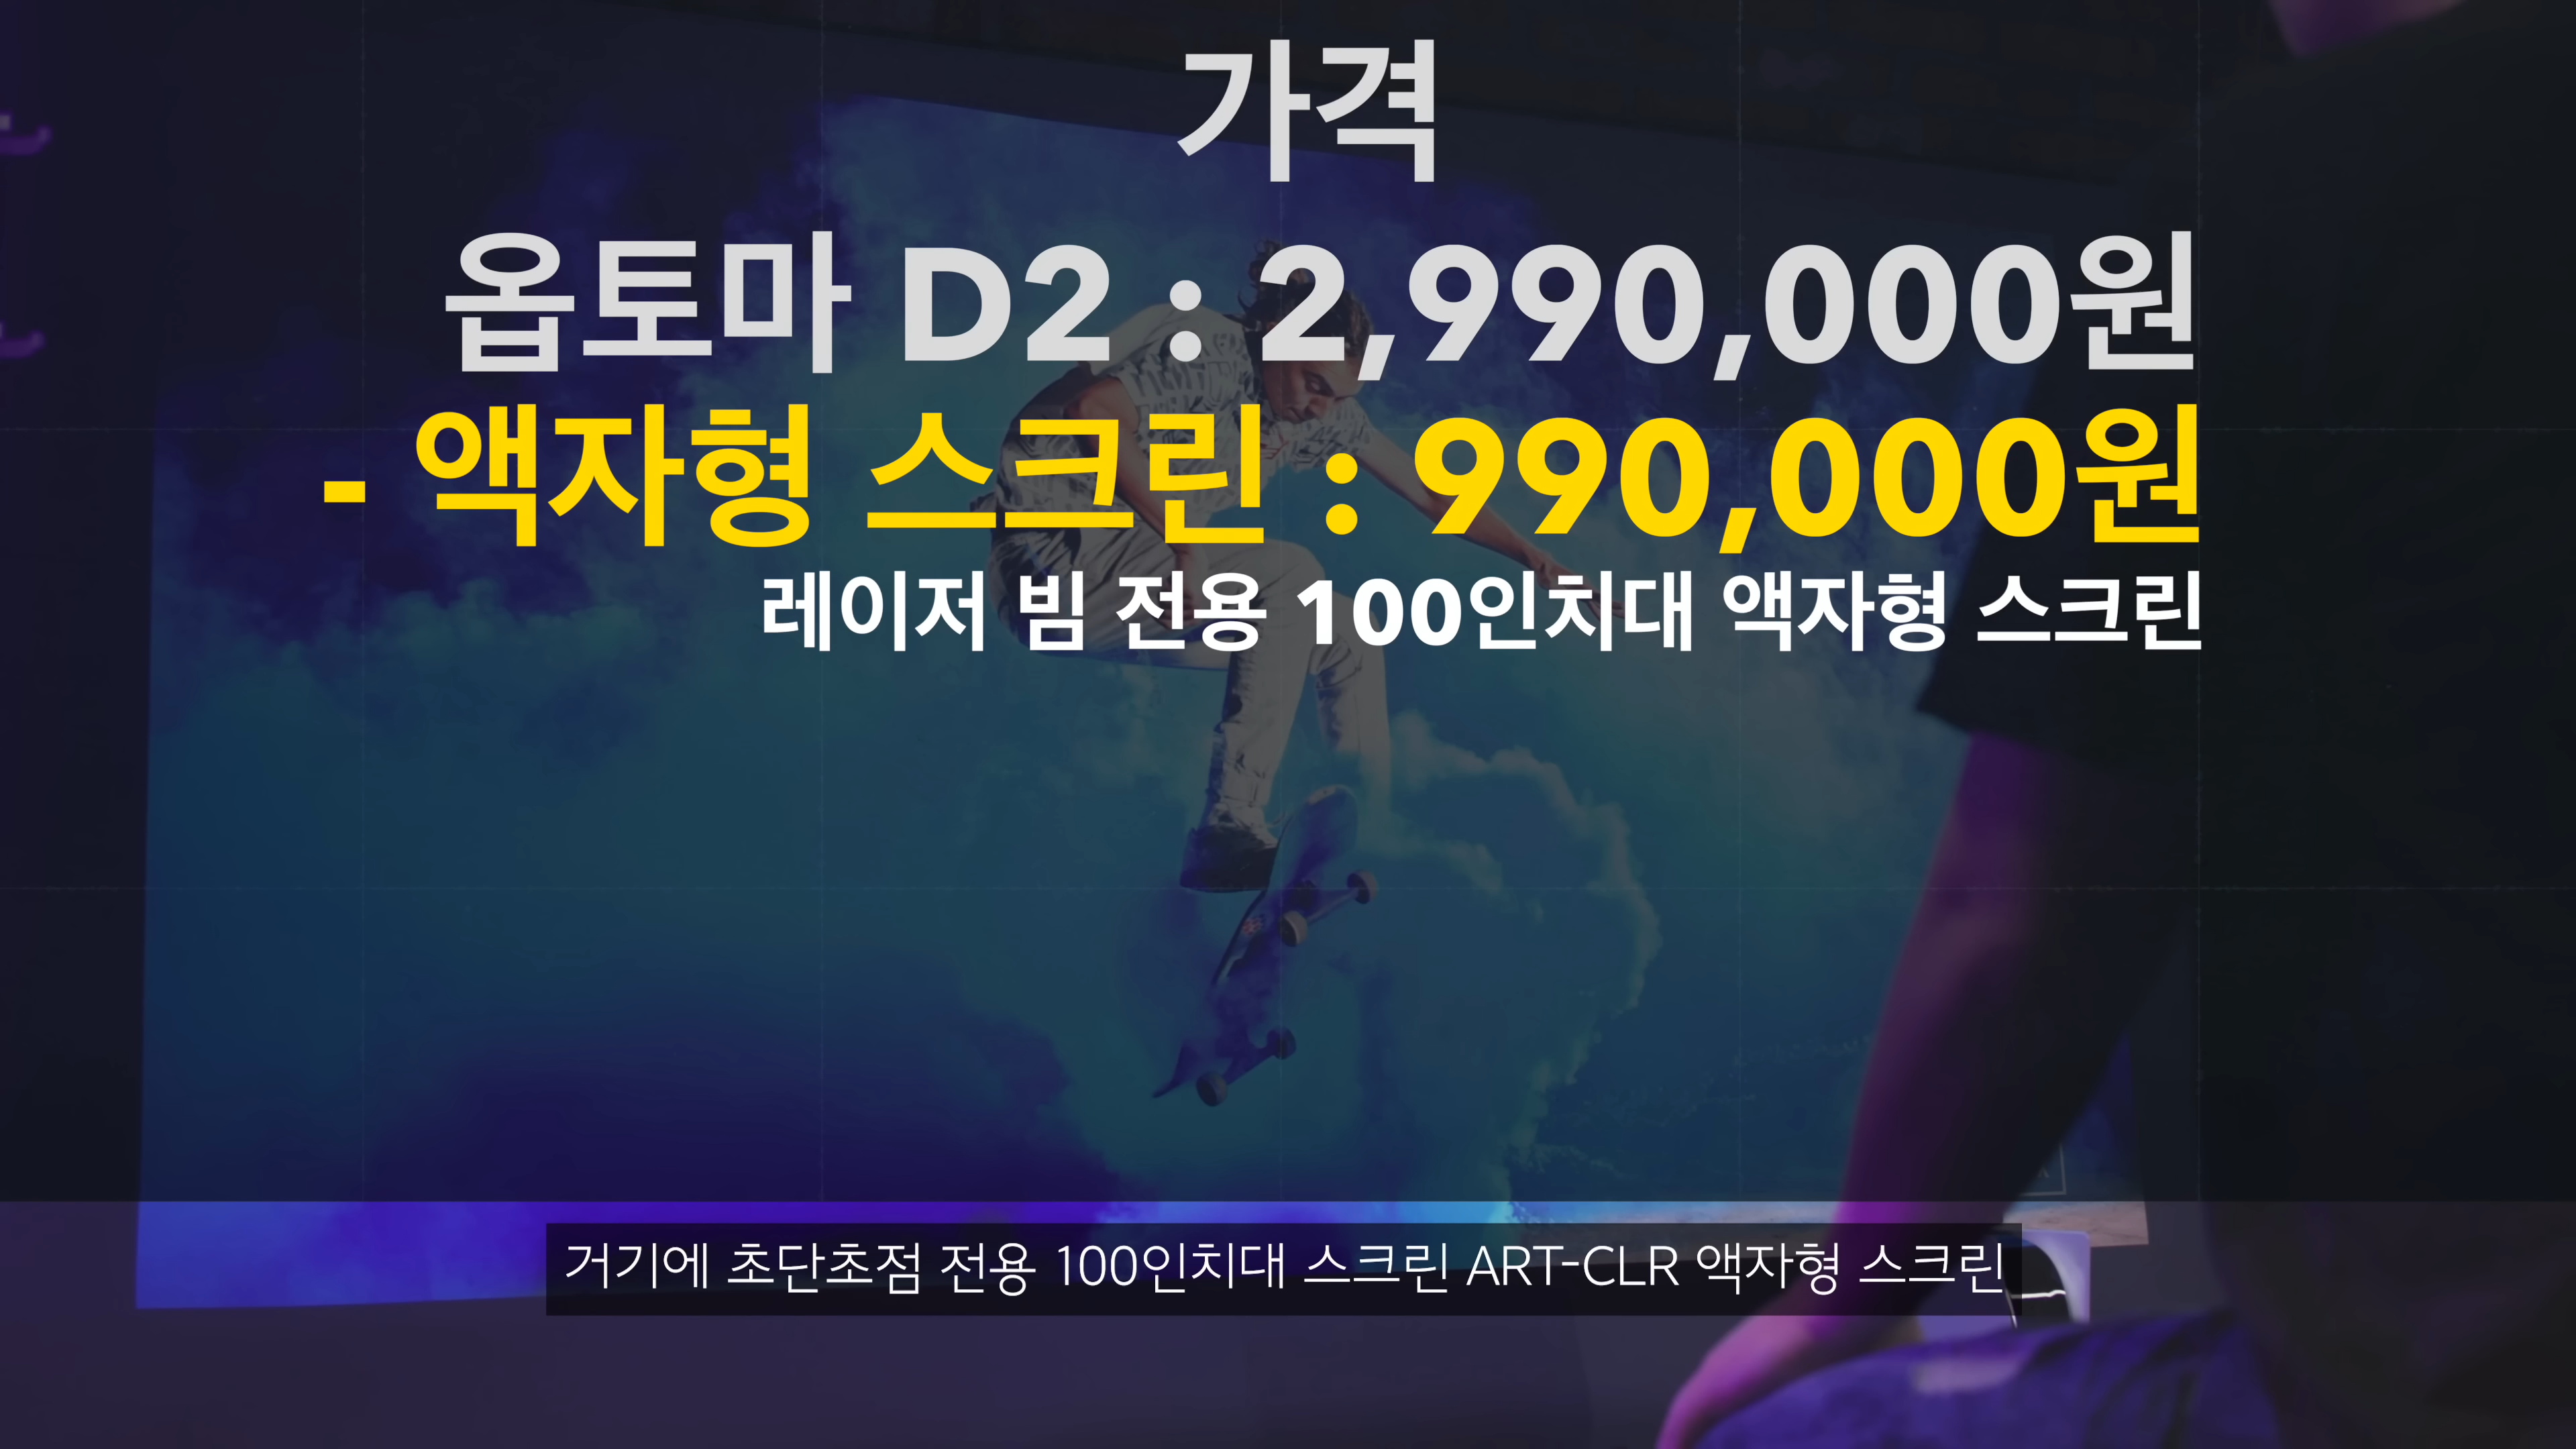 가격
옵토마 D2 : 2,990,000원
- 액자형 스크린 : 990,000원
레이저 빔 전용 100인치대 액자형 스크린
거기에 초단초점 전용 100인치대 스크린 ART-CLR 액자형 스크린